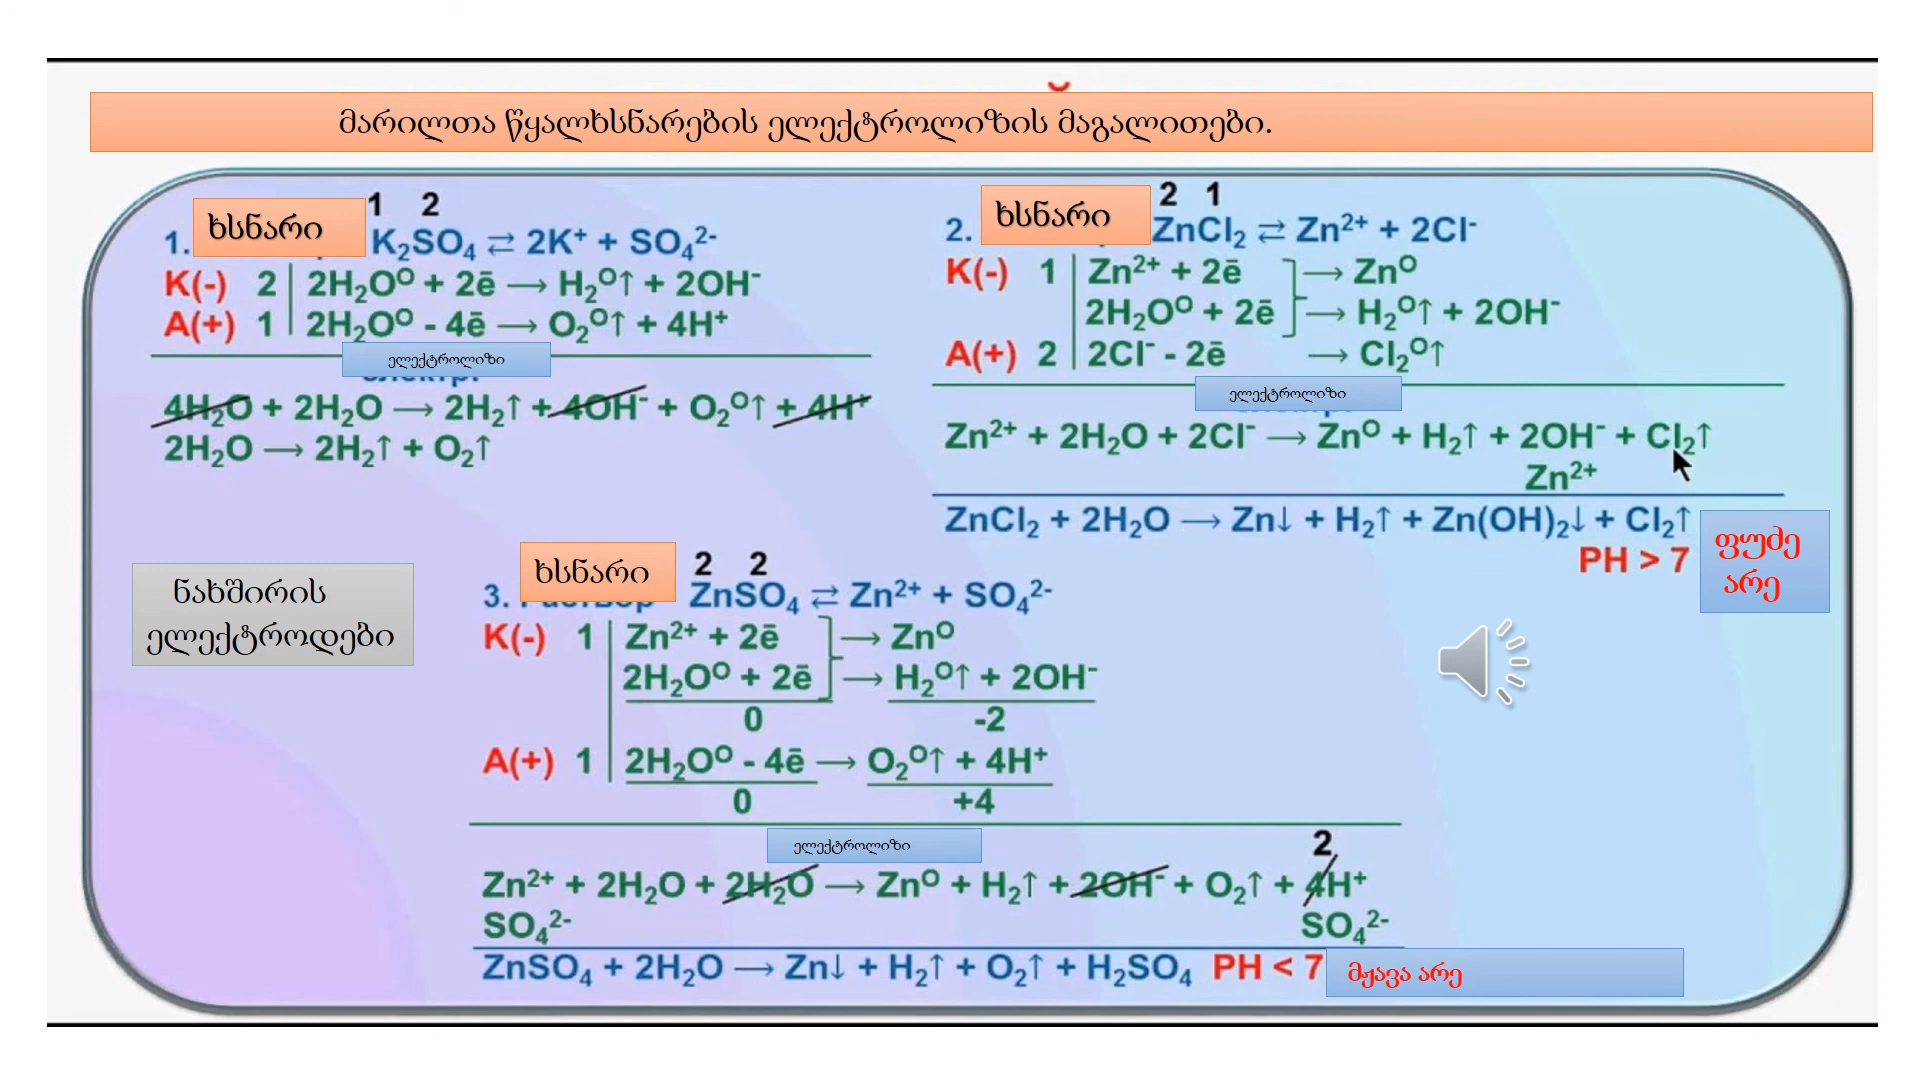 მარილთა წყალხსნარების ელექტროლიზის მაგალითები.
1 2
1. ხსნარი K₂SO₄ ⇄ 2K⁺ + SO₄²⁻
K(-) 2 | 2H₂O⁰ + 2ē → H₂⁰↑ + 2OH⁻
A(+) 1 | 2H₂O⁰ - 4ē → O₂⁰↑ + 4H⁺
ელექტროლიზი
4H₂O + 2H₂O → 2H₂↑ + 4OH⁻ + O₂⁰↑ + 4H⁺
2H₂O → 2H₂↑ + O₂↑
2 1
2. ხსნარი ZnCl₂ ⇄ Zn²⁺ + 2Cl⁻
K(-) 1 | Zn²⁺ + 2ē → Zn⁰
2H₂O⁰ + 2ē → H₂⁰↑ + 2OH⁻
A(+) 2 | 2Cl⁻ - 2ē → Cl₂⁰↑
ელექტროლიზი
Zn²⁺ + 2H₂O + 2Cl⁻ → Zn⁰ + H₂↑ + 2OH⁻ + Cl₂↑
Zn²⁺
ZnCl₂ + 2H₂O → Zn↓ + H₂↑ + Zn(OH)₂↓ + Cl₂↑
PH > 7
ფუძე
არე
ნახშირის
ელექტროდები
2 2
3. ხსნარი ZnSO₄ ⇄ Zn²⁺ + SO₄²⁻
K(-) 1 | Zn²⁺ + 2ē → Zn⁰
2H₂O⁰ + 2ē → H₂⁰↑ + 2OH⁻
0 -2
A(+) 1 | 2H₂O⁰ - 4ē → O₂⁰↑ + 4H⁺
0 +4
ელექტროლიზი
2
Zn²⁺ + 2H₂O + 2H₂O → Zn⁰ + H₂↑ + 2OH⁻ + O₂↑ + 4H⁺
SO₄²⁻ SO₄²⁻
ZnSO₄ + 2H₂O → Zn↓ + H₂↑ + O₂↑ + H₂SO₄ PH < 7 მჟავა არე